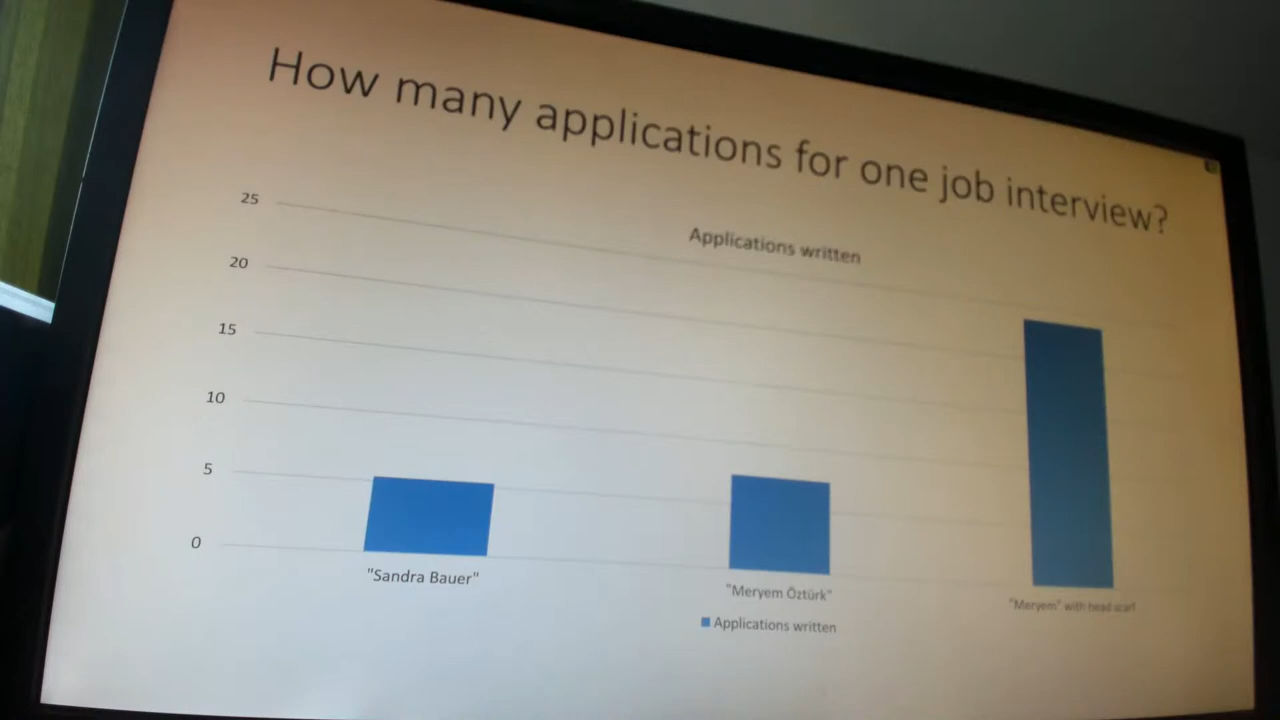 How many applications for one job interview?
Applications written
25
20
15
10
5
0
"Sandra Bauer"
"Meryem Öztürk"
"Meryem" with head scarf
Applications written